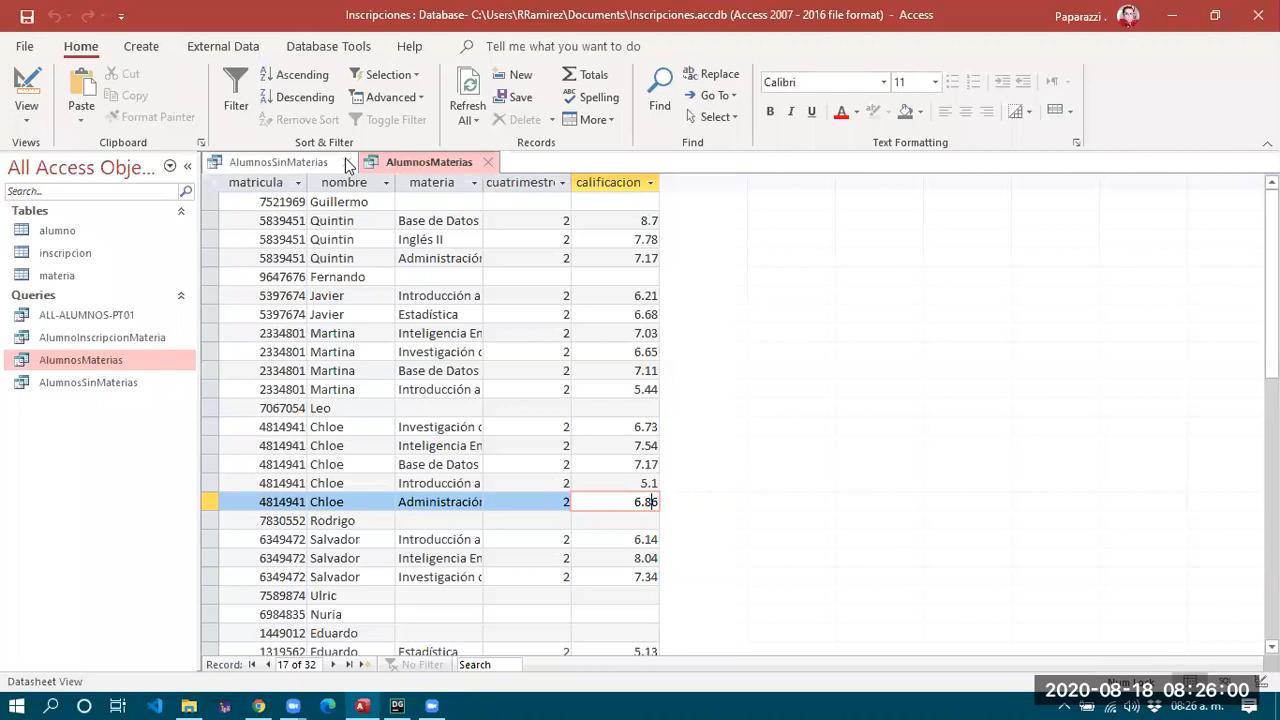 Inscripciones : Database- C:\Users\RRamirez\Documents\Inscripciones.accdb (Access 2007 - 2016 file format) - Access
Paparazzi .
File Home Create External Data Database Tools Help Tell me what you want to do
View
Views
Paste
Cut
Copy
Format Painter
Clipboard
Filter
Ascending
Descending
Remove Sort
Selection
Advanced
Toggle Filter
Sort & Filter
Refresh All
New
Save
Delete
Totals
Spelling
More
Records
Find
Replace
Go To
Select
Find
Calibri 11
B I U A
Text Formatting
All Access Obje...
Search...
Tables
alumno
inscripcion
materia
Queries
ALL-ALUMNOS-PT01
AlumnoInscripcionMateria
AlumnosMaterias
AlumnosSinMaterias
AlumnosSinMaterias AlumnosMaterias
matricula nombre materia cuatrimestre calificacion
7521969 Guillermo
5839451 Quintin Base de Datos 2 8.7
5839451 Quintin Inglés II 2 7.78
5839451 Quintin Administración 2 7.17
9647676 Fernando
5397674 Javier Introducción a 2 6.21
5397674 Javier Estadística 2 6.68
2334801 Martina Inteligencia En 2 7.03
2334801 Martina Investigación o 2 6.65
2334801 Martina Base de Datos 2 7.11
2334801 Martina Introducción a 2 5.44
7067054 Leo
4814941 Chloe Investigación o 2 6.73
4814941 Chloe Inteligencia En 2 7.54
4814941 Chloe Base de Datos 2 7.17
4814941 Chloe Introducción a 2 5.1
4814941 Chloe Administración 2 6.86
7830552 Rodrigo
6349472 Salvador Introducción a 2 6.14
6349472 Salvador Inteligencia En 2 8.04
6349472 Salvador Investigación o 2 7.34
7589874 Ulric
6984835 Nuria
1449012 Eduardo
1319562 Eduardo Estadística 2 5.13
Record: 17 of 32 No Filter Search
Datasheet View
Num Lock
2020-08-18 08:26:00
08:26 a. m.